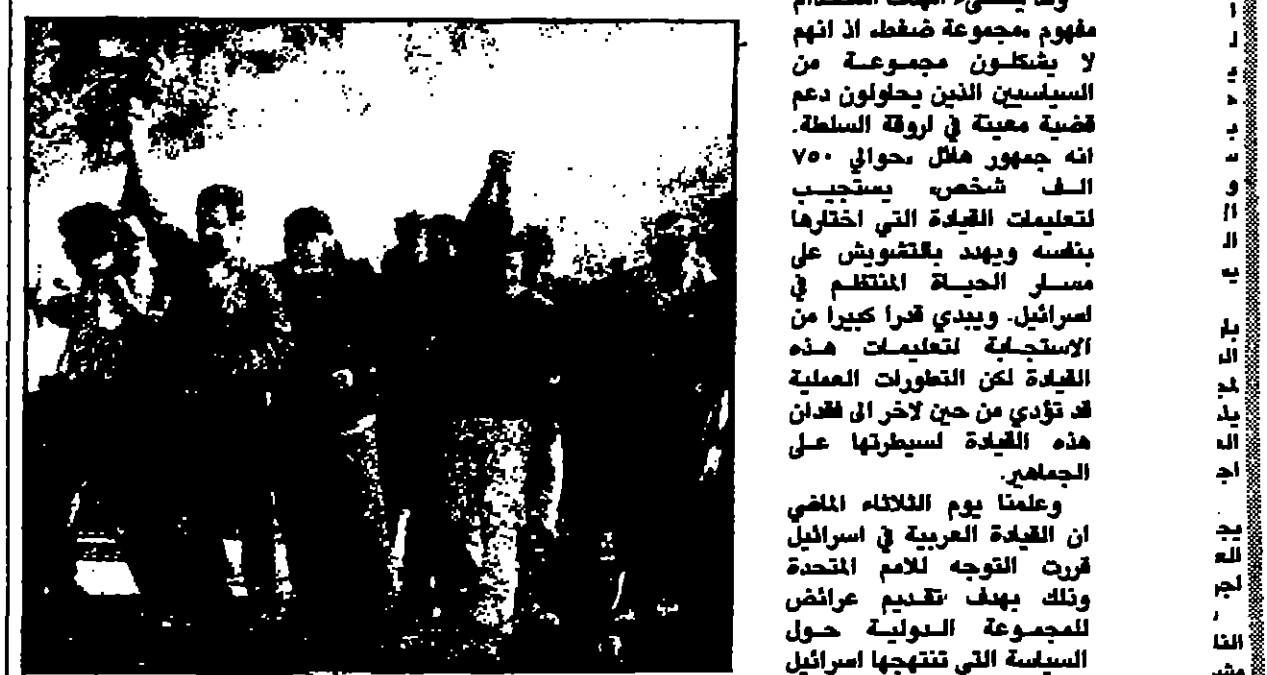 مفهوم «مجموعة ضغط» اذ انهم
لا يشكلون مجموعة من
السياسيين الذين يحاولون دعم
قضية معينة في اروقة السلطة.
انه جمهور هائل «حوالي ٧٥٠
الف شخص» يستجيب
لتعليمات القيادة التي اختارها
بنفسه ويهدد بالتشويش على
مسار الحياة المنتظم في
اسرائيل. ويبدي قدرا كبيرا من
الاستجابة لتعليمات هذه
القيادة لكن التطورات العملية
قد تؤدي من حين لاخر الى فقدان
هذه القيادة لسيطرتها على
الجماهير.
وعلمنا يوم الثلاثاء الماضي
ان القيادة العربية في اسرائيل
قررت التوجه للامم المتحدة
وذلك بهدف تقديم عرائض
للمجموعة الدولية حول
السياسة التي تنتهجها اسرائيل